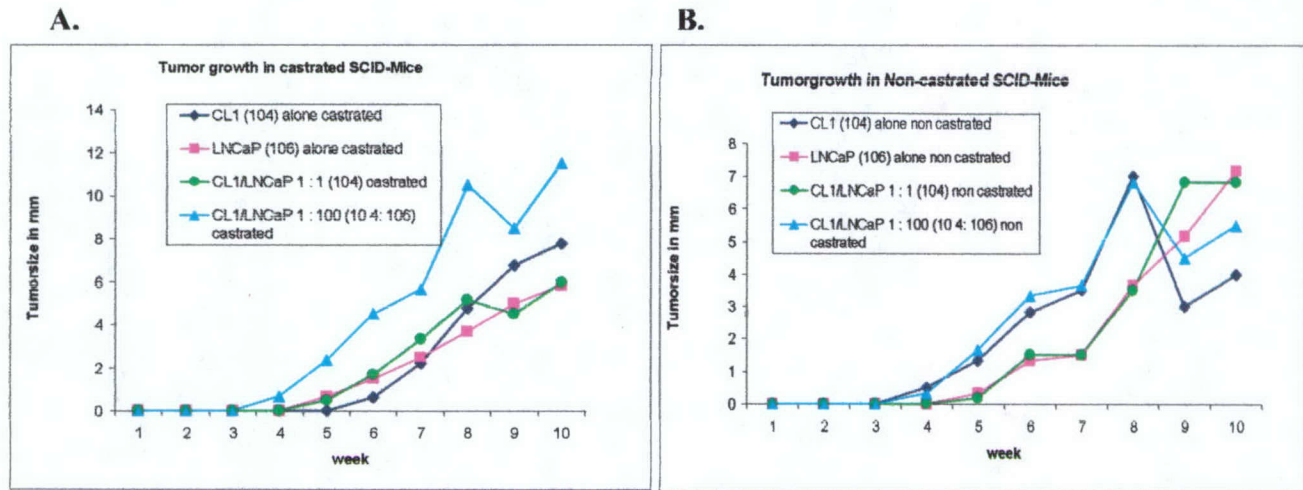 A.
Tumor growth in castrated SCID-Mice
CL1 (104) alone castrated
LNCaP (106) alone castrated
CL1/LNCaP 1 : 1 (104) castrated
CL1/LNCaP 1 : 100 (10 4: 106)
castrated
Tumorsize in mm
14
12
10
8
6
4
2
0
1 2 3 4 5 6 7 8 9 10
week
B.
Tumorgrowth in Non-castrated SCID-Mice
CL1 (104) alone non castrated
LNCaP (106) alone non castrated
CL1/LNCaP 1 : 1 (104) non castrated
CL1/LNCaP 1 : 100 (10 4: 106) non
castrated
Tumorsize in mm
8
7
6
5
4
3
2
1
0
1 2 3 4 5 6 7 8 9 10
week